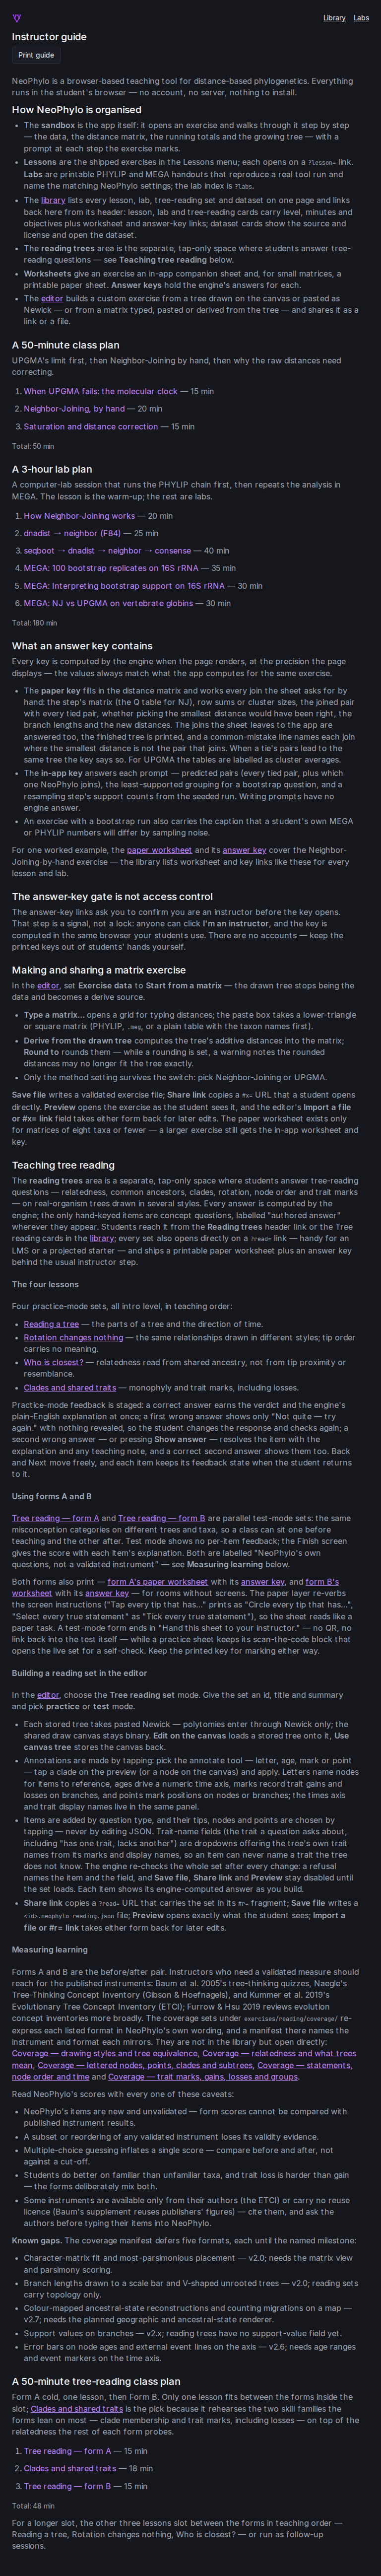 Library Labs
Instructor guide
Print guide
NeoPhylo is a browser-based teaching tool for distance-based phylogenetics. Everything
runs in the student's browser — no account, no server, nothing to install.
How NeoPhylo is organised
• The sandbox is the app itself: it opens an exercise and walks through it step by step
— the data, the distance matrix, the running totals and the growing tree — with a
prompt at each step the exercise marks.
• Lessons are the shipped exercises in the Lessons menu; each opens on a ?lesson= link.
Labs are printable PHYLIP and MEGA handouts that reproduce a real tool run and
name the matching NeoPhylo settings; the lab index is ?labs.
• The library lists every lesson, lab, tree-reading set and dataset on one page and links
back here from its header: lesson, lab and tree-reading cards carry level, minutes and
objectives plus worksheet and answer-key links; dataset cards show the source and
license and open the dataset.
• The reading trees area is the separate, tap-only space where students answer tree-
reading questions — see Teaching tree reading below.
• Worksheets give an exercise in an in-app companion sheet and, for small matrices, a
printable paper sheet. Answer keys hold the engine's answers for each.
• The editor builds a custom exercise from a tree drawn on the canvas or pasted as
Newick — or from a matrix typed, pasted or derived from the tree — and shares it as a
link or a file.
A 50-minute class plan
UPGMA's limit first, then Neighbor-Joining by hand, then why the raw distances need
correcting.
1. When UPGMA fails: the molecular clock — 15 min
2. Neighbor-Joining, by hand — 20 min
3. Saturation and distance correction — 15 min
Total: 50 min
A 3-hour lab plan
A computer-lab session that runs the PHYLIP chain first, then repeats the analysis in
MEGA. The lesson is the warm-up; the rest are labs.
1. How Neighbor-Joining works — 20 min
2. dnadist → neighbor (F84) — 25 min
3. seqboot → dnadist → neighbor → consense — 40 min
4. MEGA: 100 bootstrap replicates on 16S rRNA — 35 min
5. MEGA: Interpreting bootstrap support on 16S rRNA — 30 min
6. MEGA: NJ vs UPGMA on vertebrate globins — 30 min
Total: 180 min
What an answer key contains
Every key is computed by the engine when the page renders, at the precision the page
displays — the values always match what the app computes for the same exercise.
• The paper key fills in the distance matrix and works every join the sheet asks for by
hand: the step's matrix (the Q table for NJ), row sums or cluster sizes, the joined pair
with every tied pair, whether picking the smallest distance would have been right, the
branch lengths and the new distances. The joins the sheet leaves to the app are
answered too, the finished tree is printed, and a common-mistake line names each join
where the smallest distance is not the pair that joins. When a tie's pairs lead to the
same tree the key says so. For UPGMA the tables are labelled as cluster averages.
• The in-app key answers each prompt — predicted pairs (every tied pair, plus which
one NeoPhylo joins), the least-supported grouping for a bootstrap question, and a
resampling step's support counts from the seeded run. Writing prompts have no
engine answer.
• An exercise with a bootstrap run also carries the caption that a student's own MEGA
or PHYLIP numbers will differ by sampling noise.
For one worked example, the paper worksheet and its answer key cover the Neighbor-
Joining-by-hand exercise — the library lists worksheet and key links like these for every
lesson and lab.
The answer-key gate is not access control
The answer-key links ask you to confirm you are an instructor before the key opens.
That step is a signal, not a lock: anyone can click I'm an instructor, and the key is
computed in the same browser your students use. There are no accounts — keep the
printed keys out of students' hands yourself.
Making and sharing a matrix exercise
In the editor, set Exercise data to Start from a matrix — the drawn tree stops being the
data and becomes a derive source.
• Type a matrix… opens a grid for typing distances; the paste box takes a lower-triangle
or square matrix (PHYLIP, .meg, or a plain table with the taxon names first).
• Derive from the drawn tree computes the tree's additive distances into the matrix;
Round to rounds them — while a rounding is set, a warning notes the rounded
distances may no longer fit the tree exactly.
• Only the method setting survives the switch: pick Neighbor-Joining or UPGMA.
Save file writes a validated exercise file; Share link copies a #x= URL that a student opens
directly. Preview opens the exercise as the student sees it, and the editor's Import a file
or #x= link field takes either form back for later edits. The paper worksheet exists only
for matrices of eight taxa or fewer — a larger exercise still gets the in-app worksheet and
key.
Teaching tree reading
The reading trees area is a separate, tap-only space where students answer tree-reading
questions — relatedness, common ancestors, clades, rotation, node order and trait marks
— on real-organism trees drawn in several styles. Every answer is computed by the
engine; the only hand-keyed items are concept questions, labelled "authored answer"
wherever they appear. Students reach it from the Reading trees header link or the Tree
reading cards in the library; every set also opens directly on a ?read= link — handy for an
LMS or a projected starter — and ships a printable paper worksheet plus an answer key
behind the usual instructor step.
The four lessons
Four practice-mode sets, all intro level, in teaching order:
• Reading a tree — the parts of a tree and the direction of time.
• Rotation changes nothing — the same relationships drawn in different styles; tip order
carries no meaning.
• Who is closest? — relatedness read from shared ancestry, not from tip proximity or
resemblance.
• Clades and shared traits — monophyly and trait marks, including losses.
Practice-mode feedback is staged: a correct answer earns the verdict and the engine's
plain-English explanation at once; a first wrong answer shows only "Not quite — try
again." with nothing revealed, so the student changes the response and checks again; a
second wrong answer — or pressing Show answer — resolves the item with the
explanation and any teaching note, and a correct second answer shows them too. Back
and Next move freely, and each item keeps its feedback state when the student returns
to it.
Using forms A and B
Tree reading — form A and Tree reading — form B are parallel test-mode sets: the same
misconception categories on different trees and taxa, so a class can sit one before
teaching and the other after. Test mode shows no per-item feedback; the Finish screen
gives the score with each item's explanation. Both are labelled "NeoPhylo's own
questions, not a validated instrument" — see Measuring learning below.
Both forms also print — form A's paper worksheet with its answer key, and form B's
worksheet with its answer key — for rooms without screens. The paper layer re-verbs
the screen instructions ("Tap every tip that has…" prints as "Circle every tip that has…",
"Select every true statement" as "Tick every true statement"), so the sheet reads like a
paper task. A test-mode form ends in "Hand this sheet to your instructor." — no QR, no
link back into the test itself — while a practice sheet keeps its scan-the-code block that
opens the live set for a self-check. Keep the printed key for marking either way.
Building a reading set in the editor
In the editor, choose the Tree reading set mode. Give the set an id, title and summary
and pick practice or test mode.
• Each stored tree takes pasted Newick — polytomies enter through Newick only; the
shared draw canvas stays binary. Edit on the canvas loads a stored tree onto it, Use
canvas tree stores the canvas back.
• Annotations are made by tapping: pick the annotate tool — letter, age, mark or point
— tap a clade on the preview (or a node on the canvas) and apply. Letters name nodes
for items to reference, ages drive a numeric time axis, marks record trait gains and
losses on branches, and points mark positions on nodes or branches; the times axis
and trait display names live in the same panel.
• Items are added by question type, and their tips, nodes and points are chosen by
tapping — never by editing JSON. Trait-name fields (the trait a question asks about,
including "has one trait, lacks another") are dropdowns offering the tree's own trait
names from its marks and display names, so an item can never name a trait the tree
does not know. The engine re-checks the whole set after every change: a refusal
names the item and the field, and Save file, Share link and Preview stay disabled until
the set loads. Each item shows its engine-computed answer as you build.
• Share link copies a ?read= URL that carries the set in its #r= fragment; Save file writes a
<id>.neophylo-reading.json file; Preview opens exactly what the student sees; Import a
file or #r= link takes either form back for later edits.
Measuring learning
Forms A and B are the before/after pair. Instructors who need a validated measure should
reach for the published instruments: Baum et al. 2005's tree-thinking quizzes, Naegle's
Tree-Thinking Concept Inventory (Gibson & Hoefnagels), and Kummer et al. 2019's
Evolutionary Tree Concept Inventory (ETCI); Furrow & Hsu 2019 reviews evolution
concept inventories more broadly. The coverage sets under exercises/reading/coverage/ re-
express each listed format in NeoPhylo's own wording, and a manifest there names the
instrument and format each mirrors. They are not in the library but open directly:
Coverage — drawing styles and tree equivalence, Coverage — relatedness and what trees
mean, Coverage — lettered nodes, points, clades and subtrees, Coverage — statements,
node order and time and Coverage — trait marks, gains, losses and groups.
Read NeoPhylo's scores with every one of these caveats:
• NeoPhylo's items are new and unvalidated — form scores cannot be compared with
published instrument results.
• A subset or reordering of any validated instrument loses its validity evidence.
• Multiple-choice guessing inflates a single score — compare before and after, not
against a cut-off.
• Students do better on familiar than unfamiliar taxa, and trait loss is harder than gain
— the forms deliberately mix both.
• Some instruments are available only from their authors (the ETCI) or carry no reuse
licence (Baum's supplement reuses publishers' figures) — cite them, and ask the
authors before typing their items into NeoPhylo.
Known gaps. The coverage manifest defers five formats, each until the named milestone:
• Character-matrix fit and most-parsimonious placement — v2.0; needs the matrix view
and parsimony scoring.
• Branch lengths drawn to a scale bar and V-shaped unrooted trees — v2.0; reading sets
carry topology only.
• Colour-mapped ancestral-state reconstructions and counting migrations on a map —
v2.7; needs the planned geographic and ancestral-state renderer.
• Support values on branches — v2.x; reading trees have no support-value field yet.
• Error bars on node ages and external event lines on the axis — v2.6; needs age ranges
and event markers on the time axis.
A 50-minute tree-reading class plan
Form A cold, one lesson, then Form B. Only one lesson fits between the forms inside the
slot; Clades and shared traits is the pick because it rehearses the two skill families the
forms lean on most — clade membership and trait marks, including losses — on top of the
relatedness the rest of each form probes.
1. Tree reading — form A — 15 min
2. Clades and shared traits — 18 min
3. Tree reading — form B — 15 min
Total: 48 min
For a longer slot, the other three lessons slot between the forms in teaching order —
Reading a tree, Rotation changes nothing, Who is closest? — or run as follow-up
sessions.